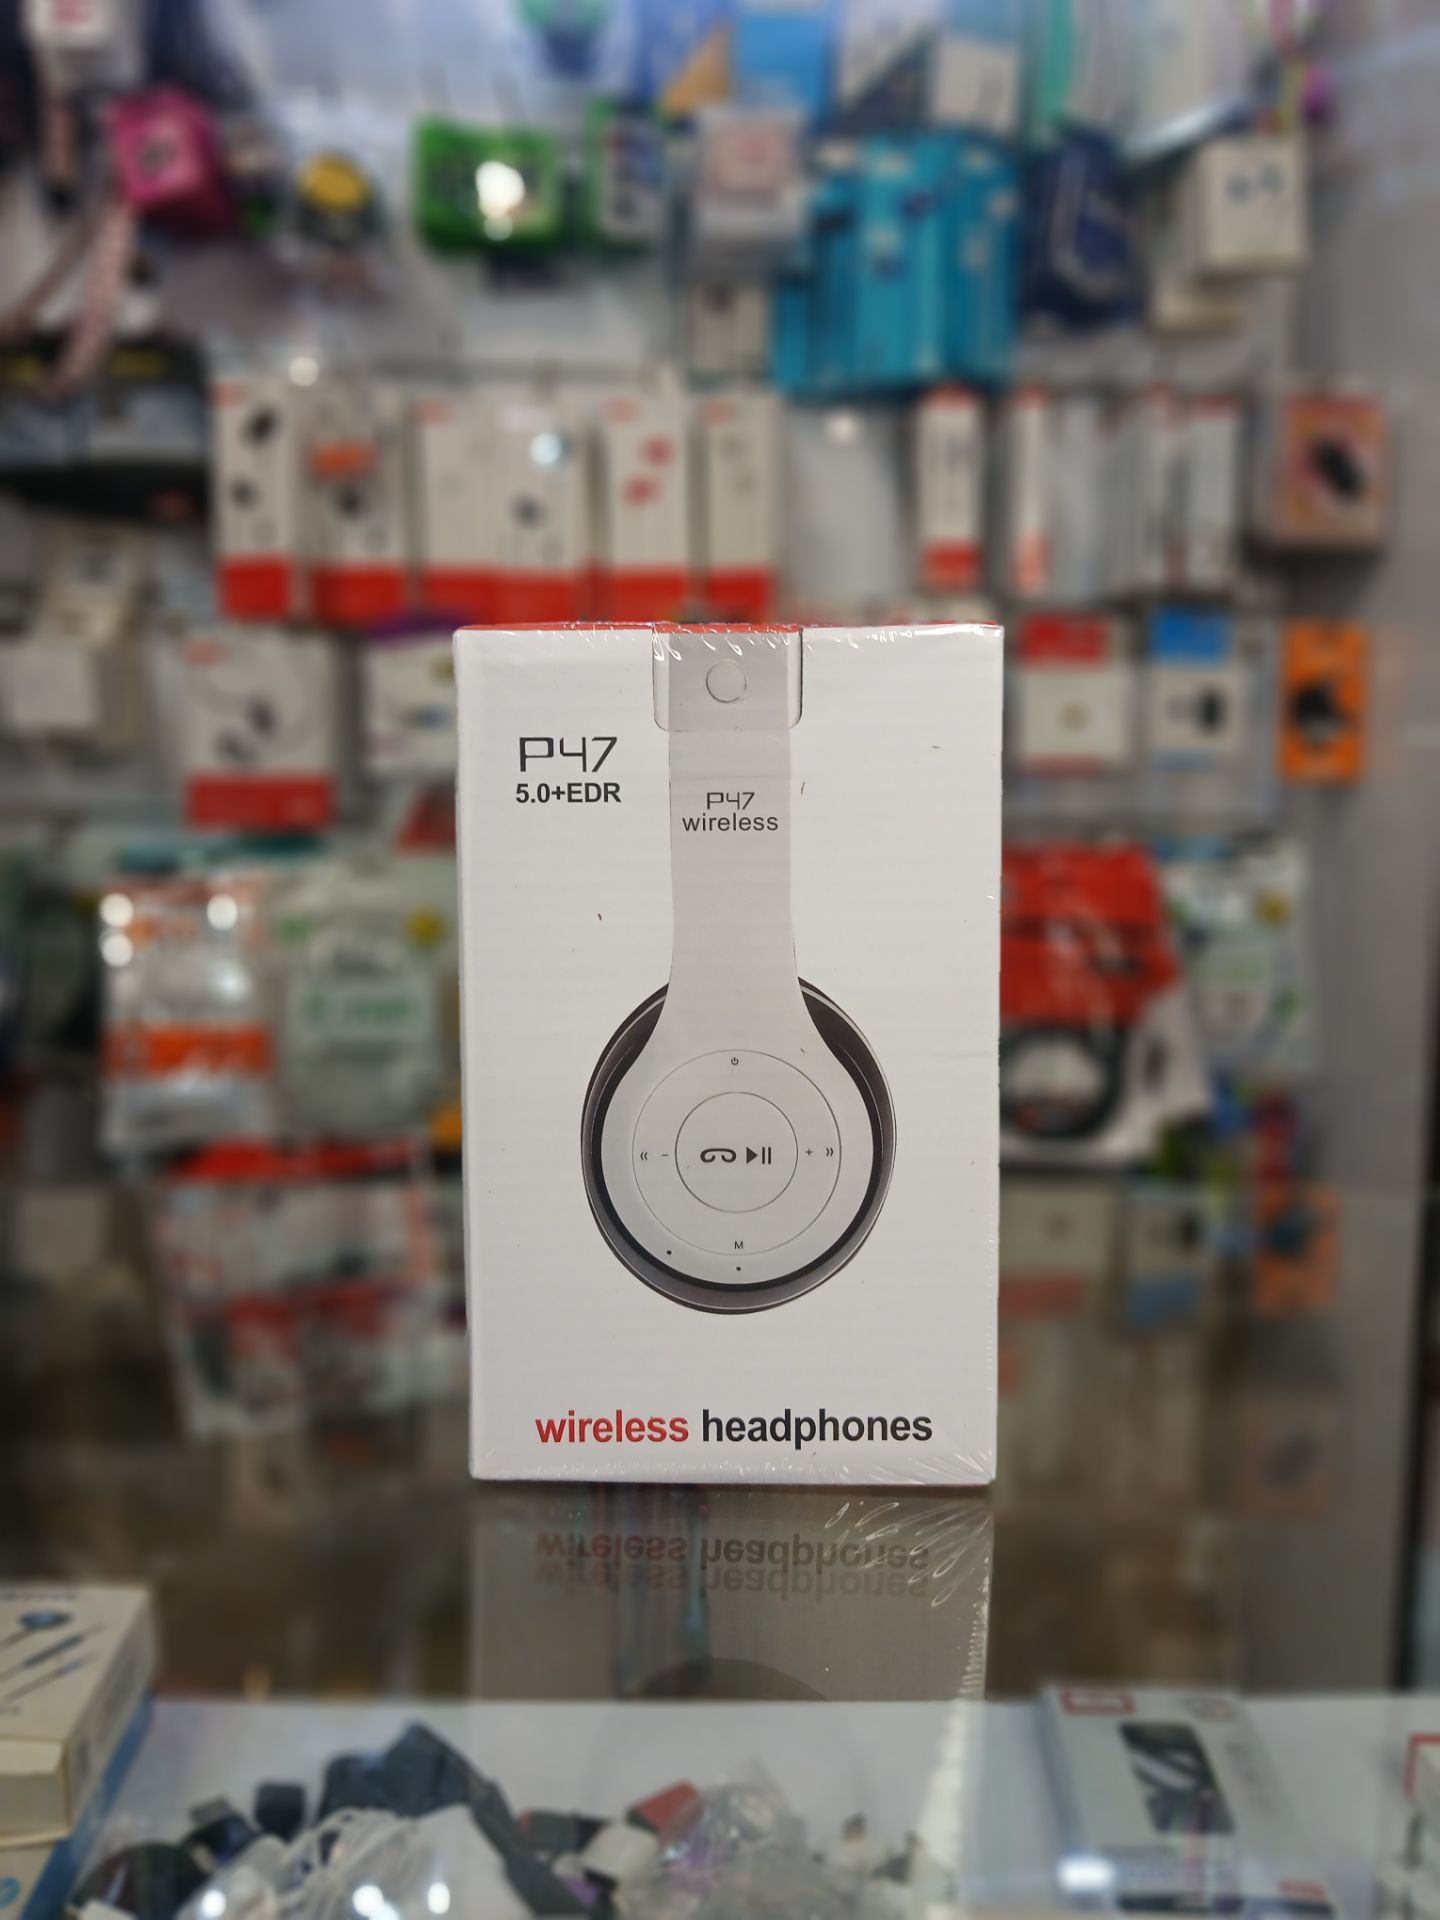 P47
5.0+EDR
P47
wireless
M
wireless headphones